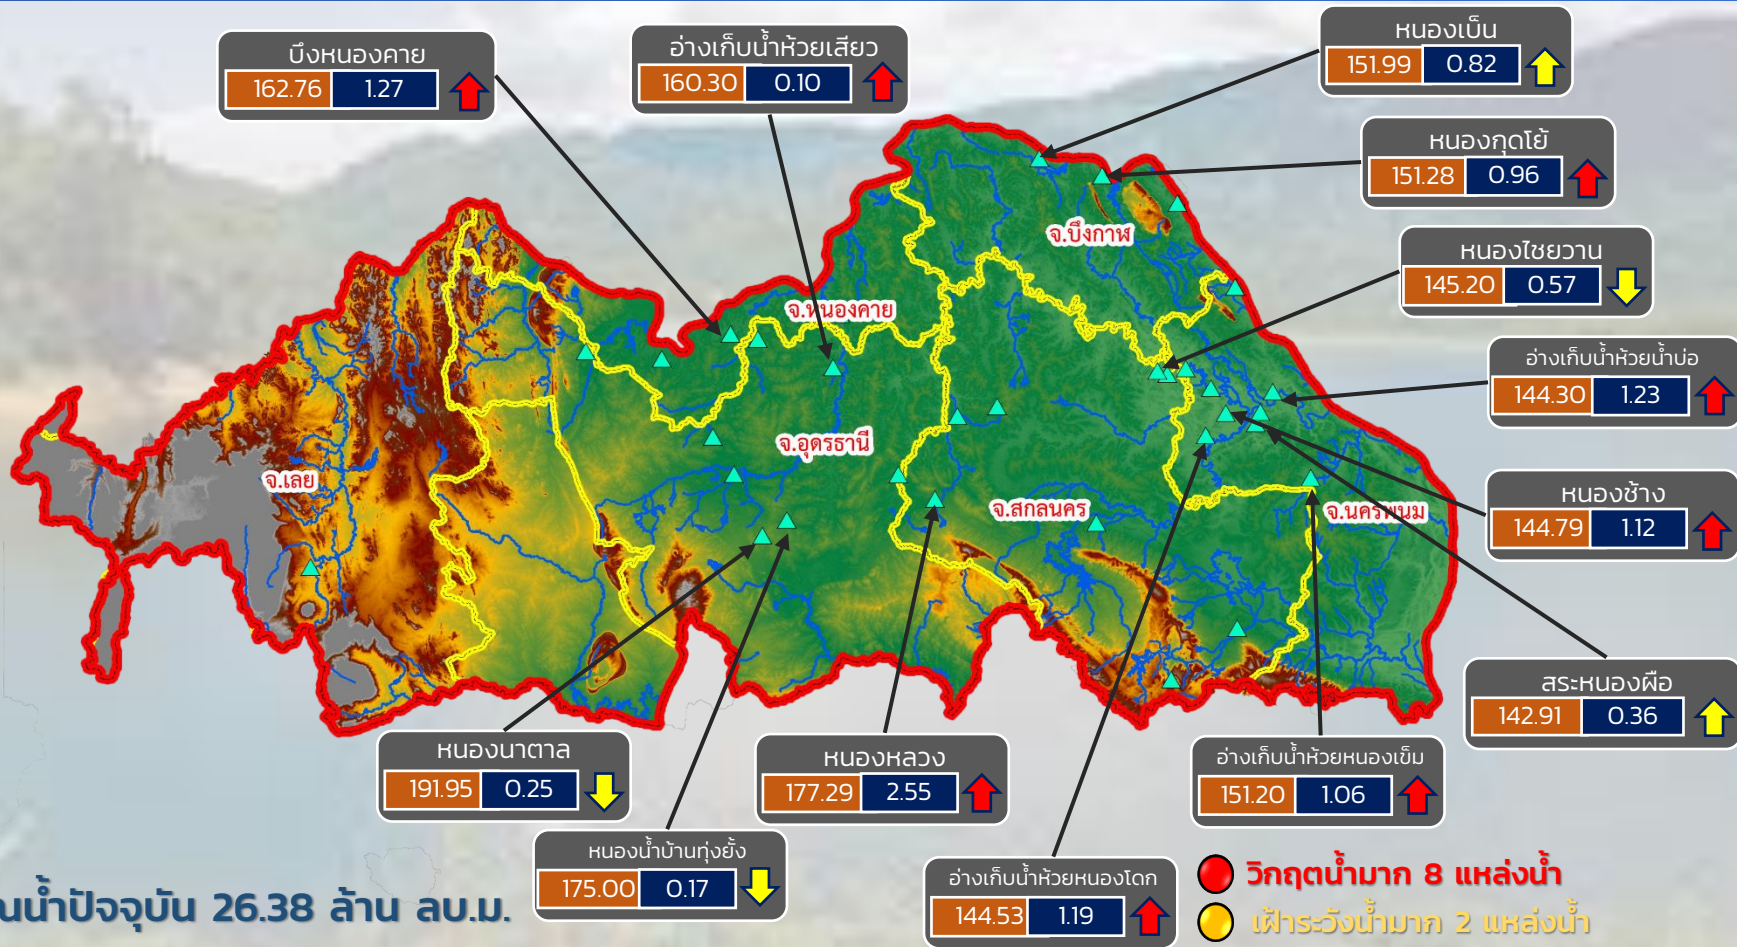 บึงหนองคาย
162.76 1.27
อ่างเก็บน้ำห้วยเสียว
160.30 0.10
หนองเบ็น
151.99 0.82
หนองกุดโย้
151.28 0.96
หนองไชยวาน
145.20 0.57
อ่างเก็บน้ำห้วยน้ำบ่อ
144.30 1.23
หนองช้าง
144.79 1.12
สระหนองผือ
142.91 0.36
จ.บึงกาฬ
จ.หนองคาย
จ.อุดรธานี
จ.เลย
จ.สกลนคร
จ.นครพนม
หนองนาตาล
191.95 0.25
หนองหลวง
177.29 2.55
อ่างเก็บน้ำห้วยหนองเข็ม
151.20 1.06
หนองน้ำบ้านทุ่งยั้ง
175.00 0.17
อ่างเก็บน้ำห้วยหนองโดก
144.53 1.19
วิกฤตน้ำมาก 8 แหล่งน้ำ
เฝ้าระวังน้ำมาก 2 แหล่งน้ำ
ณน้ำปัจจุบัน 26.38 ล้าน ลบ.ม.